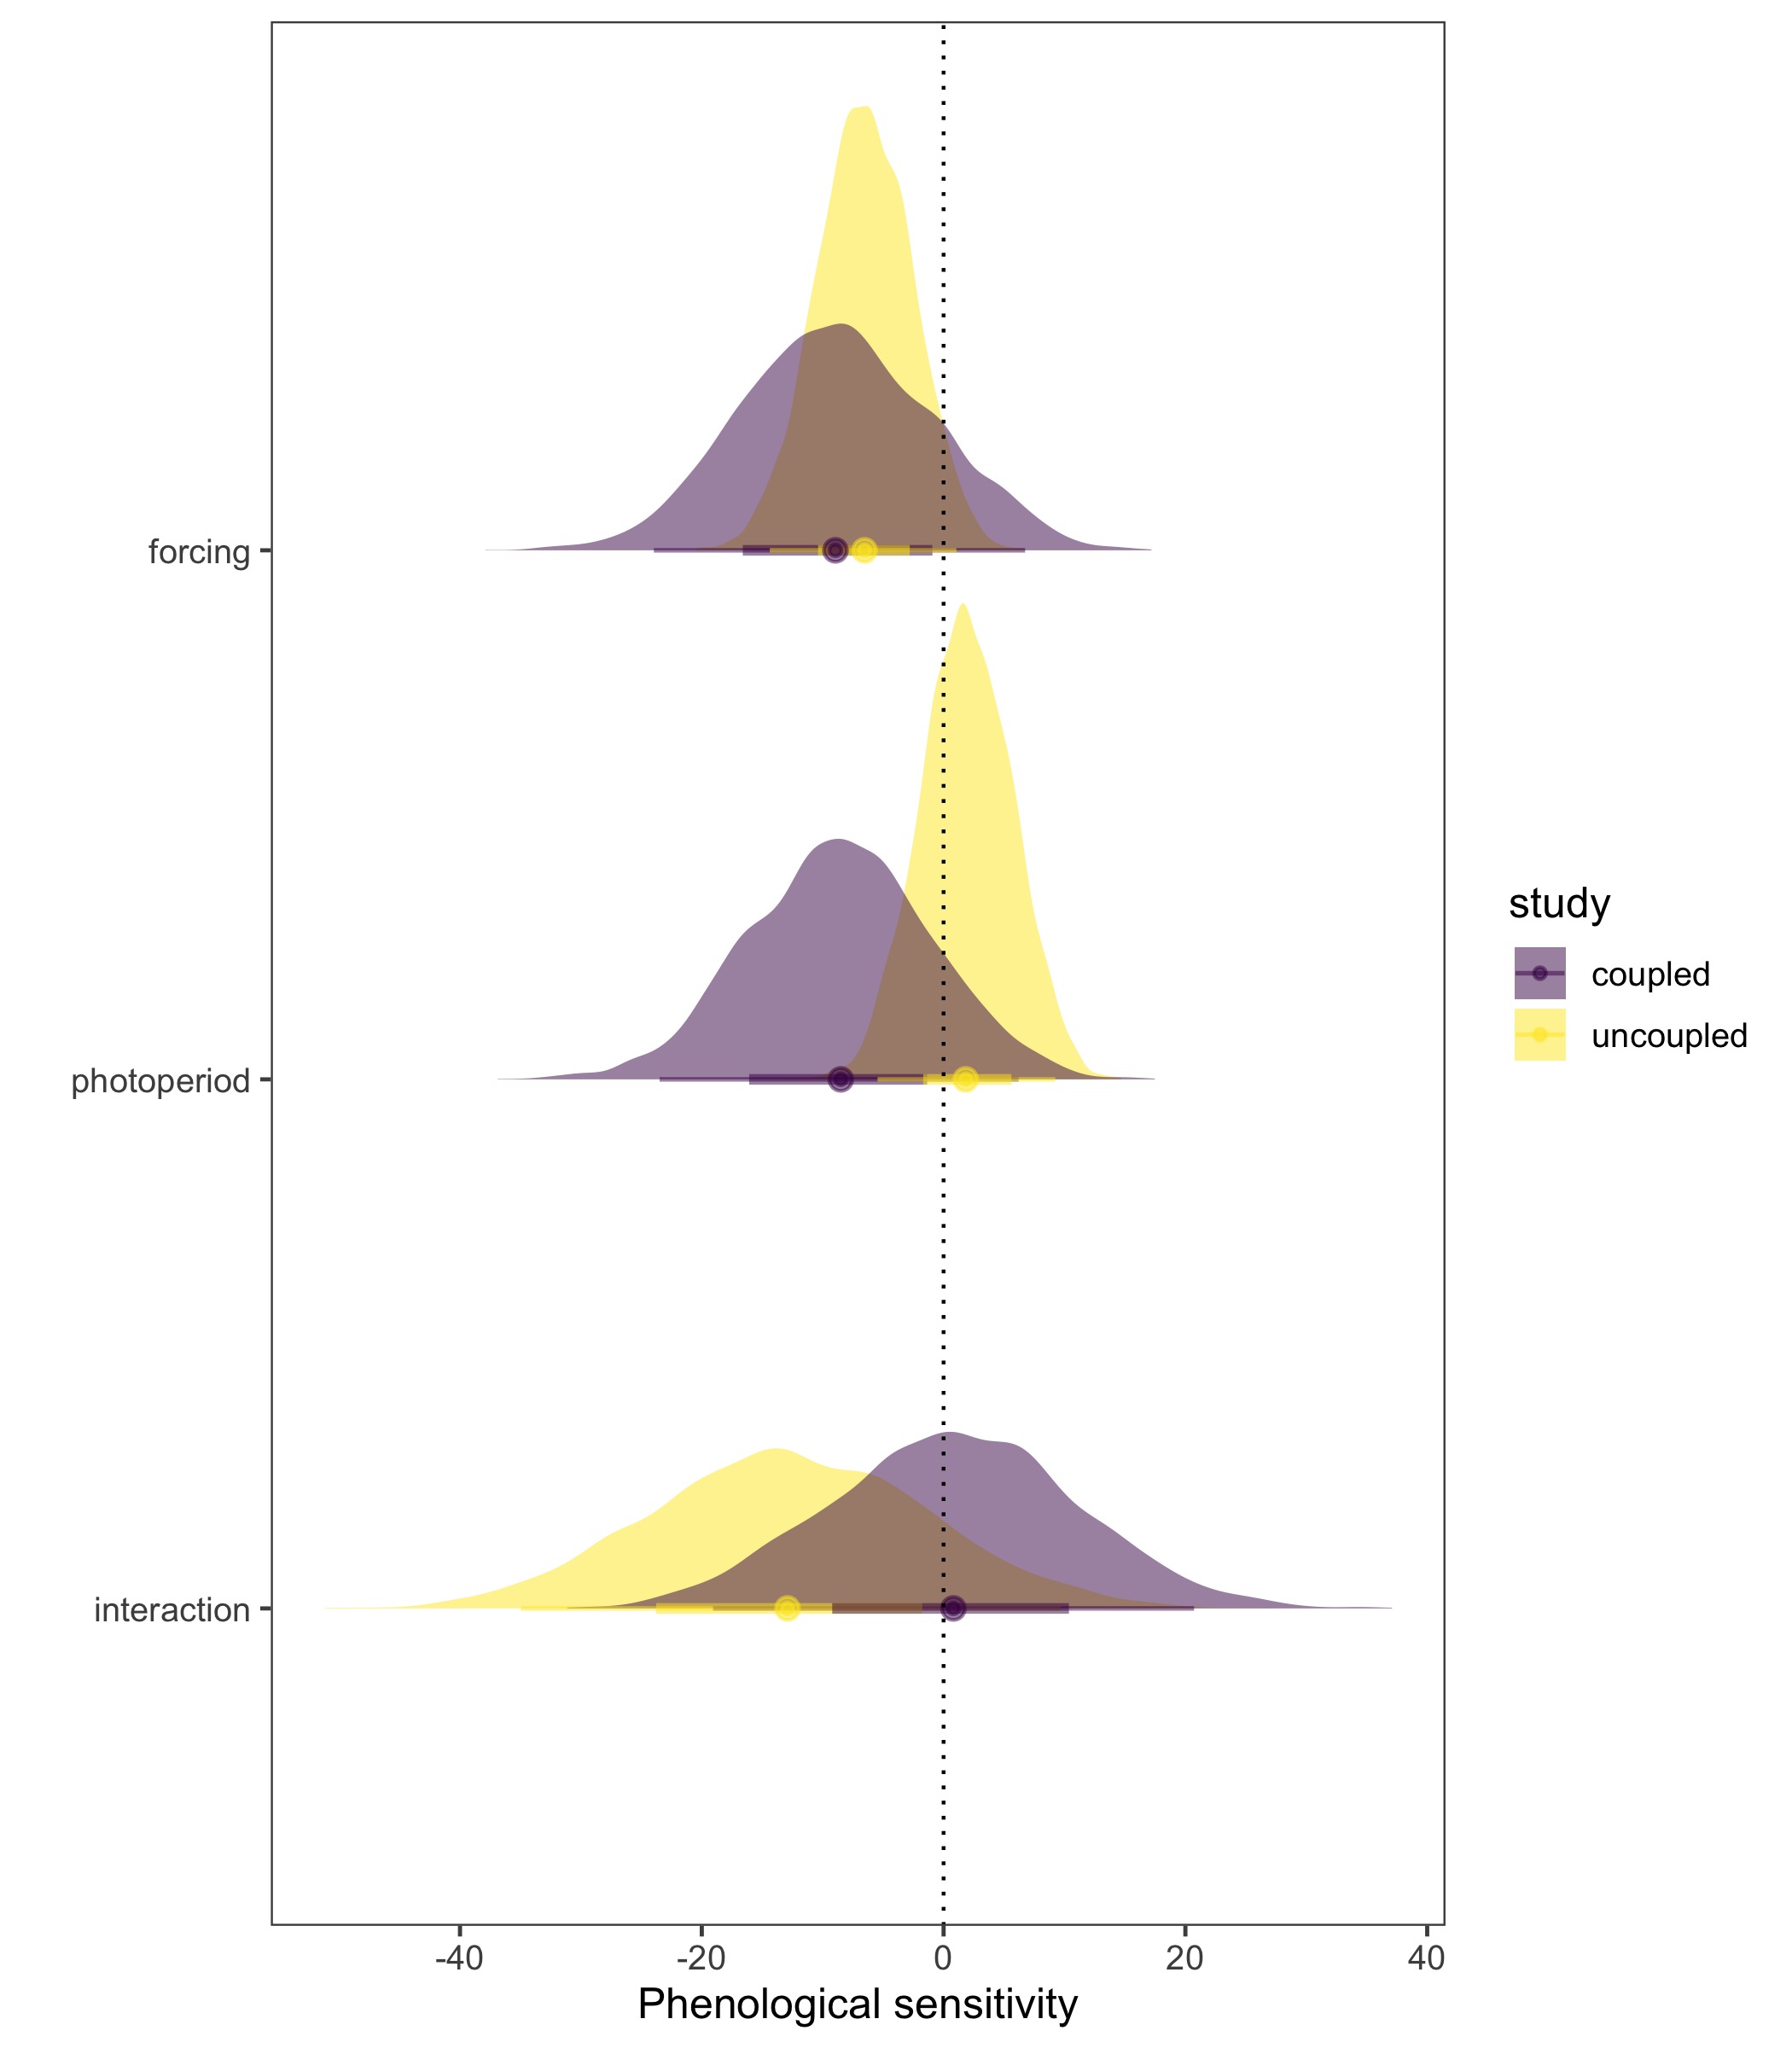 forcing
photoperiod
interaction
-40 -20 0 20 40
Phenological sensitivity
study
coupled
uncoupled